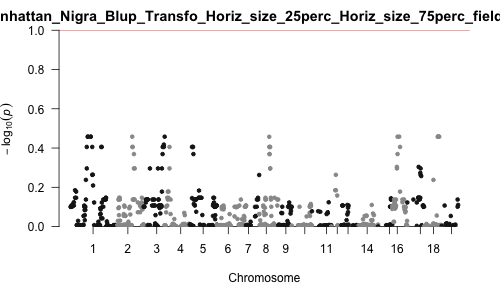 nhattan_Nigra_Blup_Transfo_Horiz_size_25perc_Horiz_size_75perc_field
1.0
0.8
0.6
0.4
0.2
0.0
− log₁₀(p)
1 2 3 4 5 6 7 8 9 11 14 16 18
Chromosome